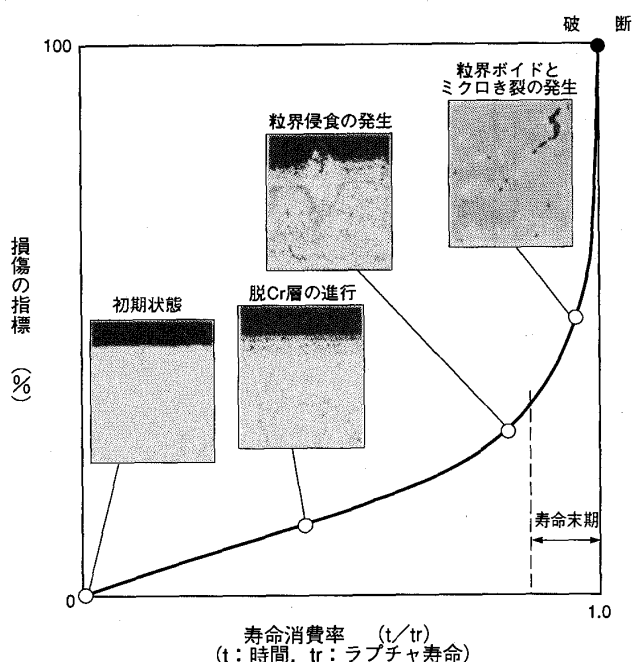 破 断
100
粒界ボイドと
ミクロき裂の発生
粒界侵食の発生
脱Cr層の進行
初期状態
損傷の指標 (%)
寿命末期
0
1.0
寿命消費率 (t/tr)
(t:時間, tr:ラプチャ寿命)